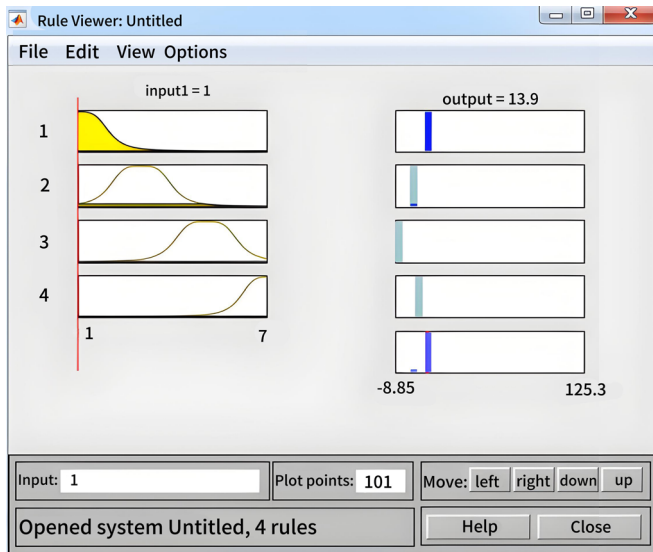 Rule Viewer: Untitled
File Edit View Options
input1 = 1
output = 13.9
1
2
3
4
1 7
-8.85 125.3
Input: 1 Plot points: 101 Move: left right down up
Opened system Untitled, 4 rules Help Close